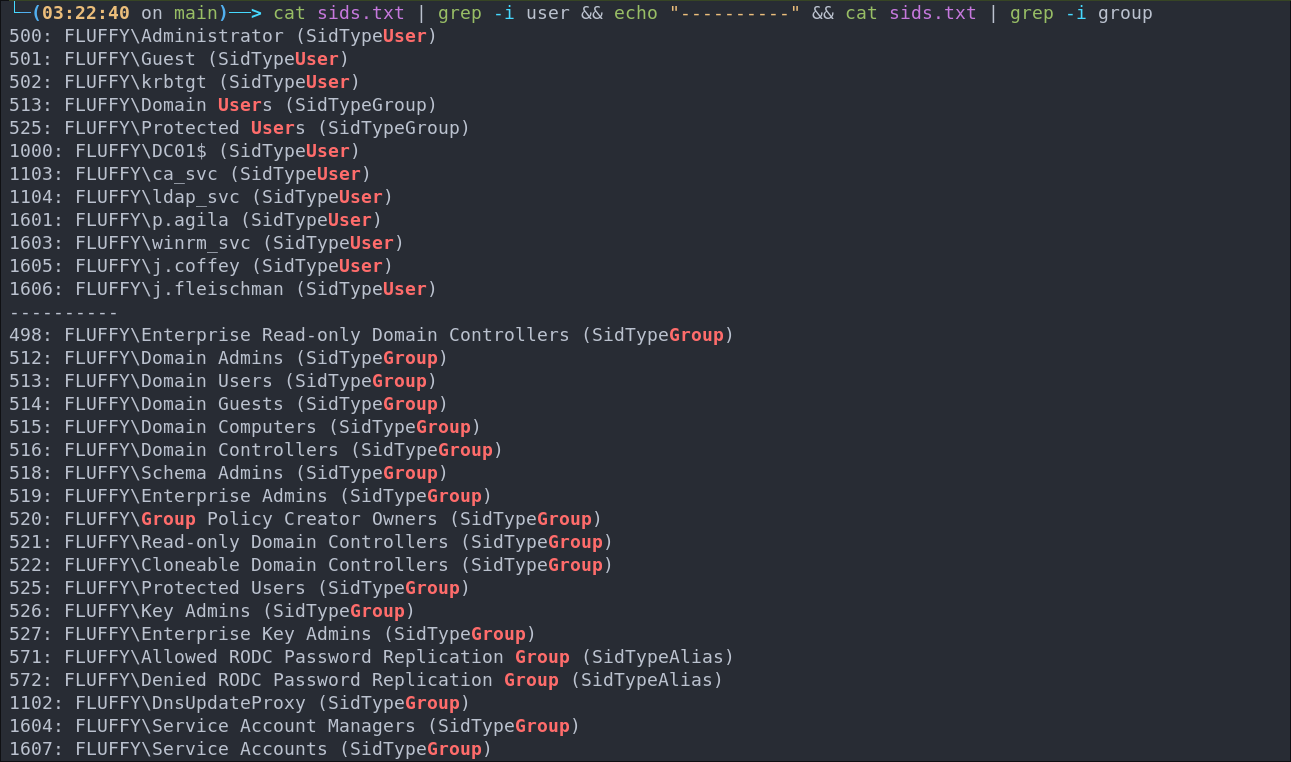 └─(03:22:40 on main)──> cat sids.txt | grep -i user && echo "----------" && cat sids.txt | grep -i group
500: FLUFFY\Administrator (SidTypeUser)
501: FLUFFY\Guest (SidTypeUser)
502: FLUFFY\krbtgt (SidTypeUser)
513: FLUFFY\Domain Users (SidTypeGroup)
525: FLUFFY\Protected Users (SidTypeGroup)
1000: FLUFFY\DC01$ (SidTypeUser)
1103: FLUFFY\ca_svc (SidTypeUser)
1104: FLUFFY\ldap_svc (SidTypeUser)
1601: FLUFFY\p.agila (SidTypeUser)
1603: FLUFFY\winrm_svc (SidTypeUser)
1605: FLUFFY\j.coffey (SidTypeUser)
1606: FLUFFY\j.fleischman (SidTypeUser)
----------
498: FLUFFY\Enterprise Read-only Domain Controllers (SidTypeGroup)
512: FLUFFY\Domain Admins (SidTypeGroup)
513: FLUFFY\Domain Users (SidTypeGroup)
514: FLUFFY\Domain Guests (SidTypeGroup)
515: FLUFFY\Domain Computers (SidTypeGroup)
516: FLUFFY\Domain Controllers (SidTypeGroup)
518: FLUFFY\Schema Admins (SidTypeGroup)
519: FLUFFY\Enterprise Admins (SidTypeGroup)
520: FLUFFY\Group Policy Creator Owners (SidTypeGroup)
521: FLUFFY\Read-only Domain Controllers (SidTypeGroup)
522: FLUFFY\Cloneable Domain Controllers (SidTypeGroup)
525: FLUFFY\Protected Users (SidTypeGroup)
526: FLUFFY\Key Admins (SidTypeGroup)
527: FLUFFY\Enterprise Key Admins (SidTypeGroup)
571: FLUFFY\Allowed RODC Password Replication Group (SidTypeAlias)
572: FLUFFY\Denied RODC Password Replication Group (SidTypeAlias)
1102: FLUFFY\DnsUpdateProxy (SidTypeGroup)
1604: FLUFFY\Service Account Managers (SidTypeGroup)
1607: FLUFFY\Service Accounts (SidTypeGroup)